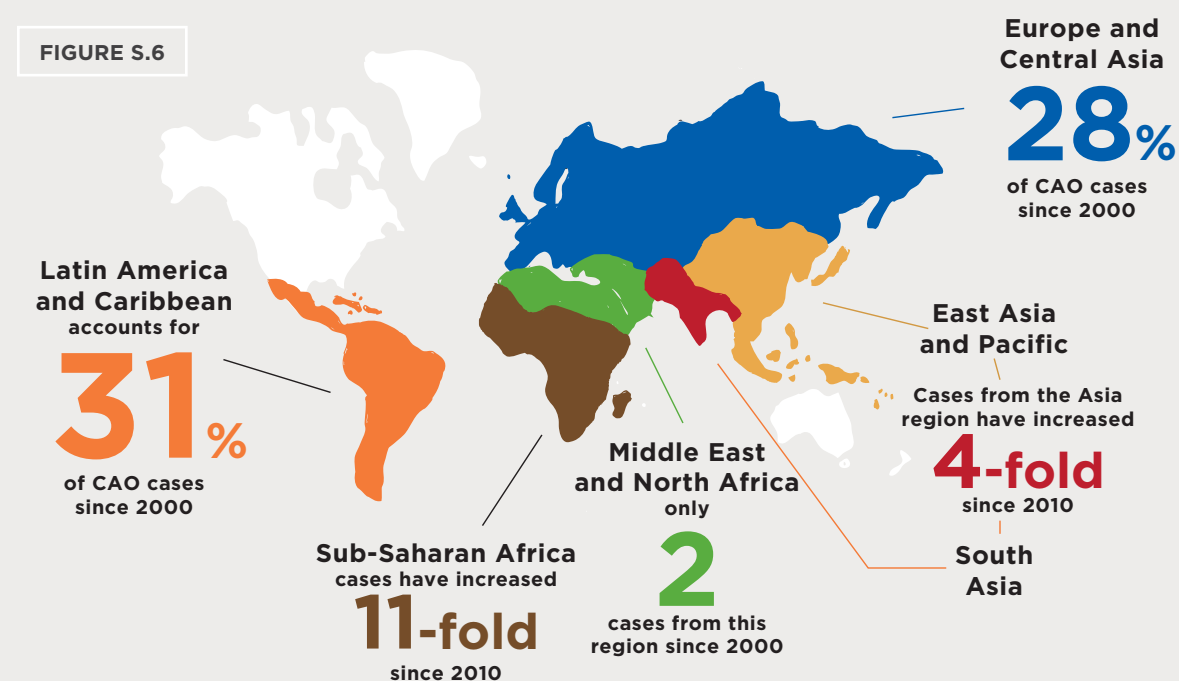 FIGURE S.6
Europe and
Central Asia
28%
of CAO cases
since 2000
Latin America
and Caribbean
accounts for
31%
of CAO cases
since 2000
East Asia
and Pacific
Cases from the Asia
region have increased
4-fold
since 2010
South
Asia
Middle East
and North Africa
only
2
cases from this
region since 2000
Sub-Saharan Africa
cases have increased
11-fold
since 2010